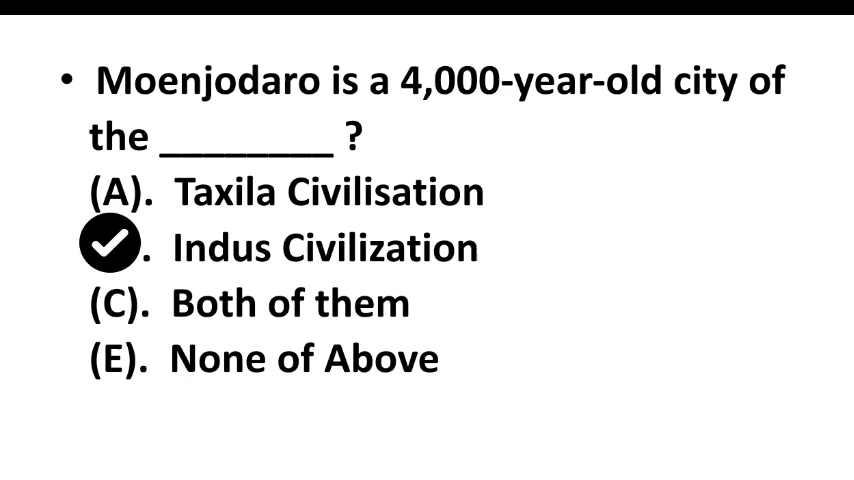 • Moenjodaro is a 4,000-year-old city of
the ________ ?
(A). Taxila Civilisation
. Indus Civilization
(C). Both of them
(E). None of Above